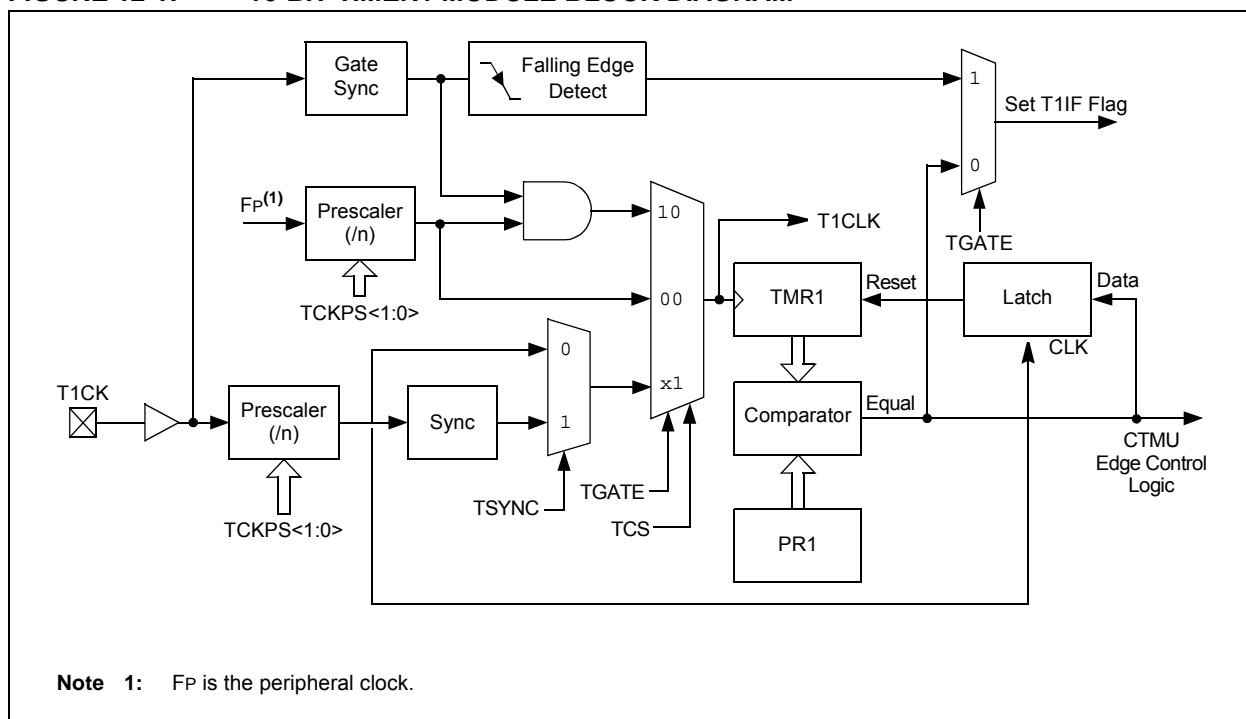 Gate
Sync
Falling Edge
Detect
1
0
Set T1IF Flag
TGATE
FP(1)
Prescaler
(/n)
TCKPS<1:0>
10
00
x1
T1CLK
TMR1
Reset
Latch
Data
CLK
T1CK
Prescaler
(/n)
TCKPS<1:0>
Sync
0
1
TSYNC
TGATE
TCS
Comparator
Equal
PR1
CTMU
Edge Control
Logic
Note 1: FP is the peripheral clock.